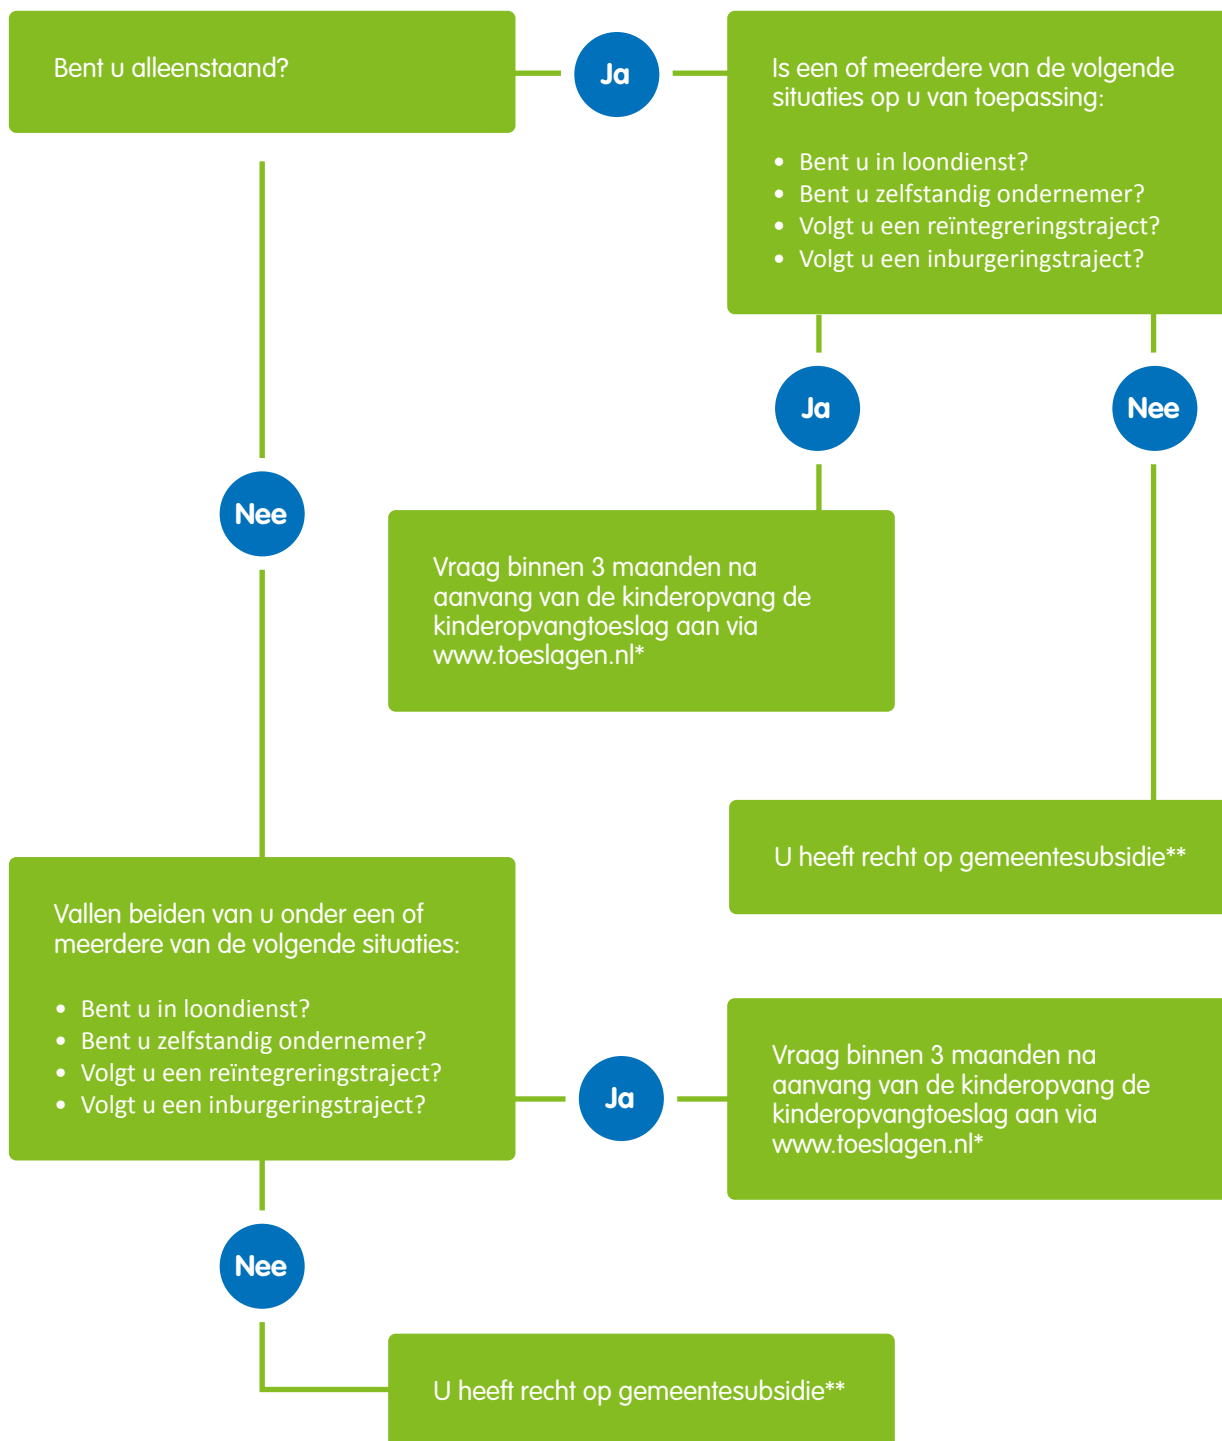 Bent u alleenstaand?
Ja
Is een of meerdere van de volgende
situaties op u van toepassing:
• Bent u in loondienst?
• Bent u zelfstandig ondernemer?
• Volgt u een reïntegreringstraject?
• Volgt u een inburgeringstraject?
Ja
Nee
Nee
Vraag binnen 3 maanden na
aanvang van de kinderopvang de
kinderopvangtoeslag aan via
www.toeslagen.nl*
U heeft recht op gemeentesubsidie**
Vallen beiden van u onder een of
meerdere van de volgende situaties:
• Bent u in loondienst?
• Bent u zelfstandig ondernemer?
• Volgt u een reïntegreringstraject?
• Volgt u een inburgeringstraject?
Ja
Vraag binnen 3 maanden na
aanvang van de kinderopvang de
kinderopvangtoeslag aan via
www.toeslagen.nl*
Nee
U heeft recht op gemeentesubsidie**